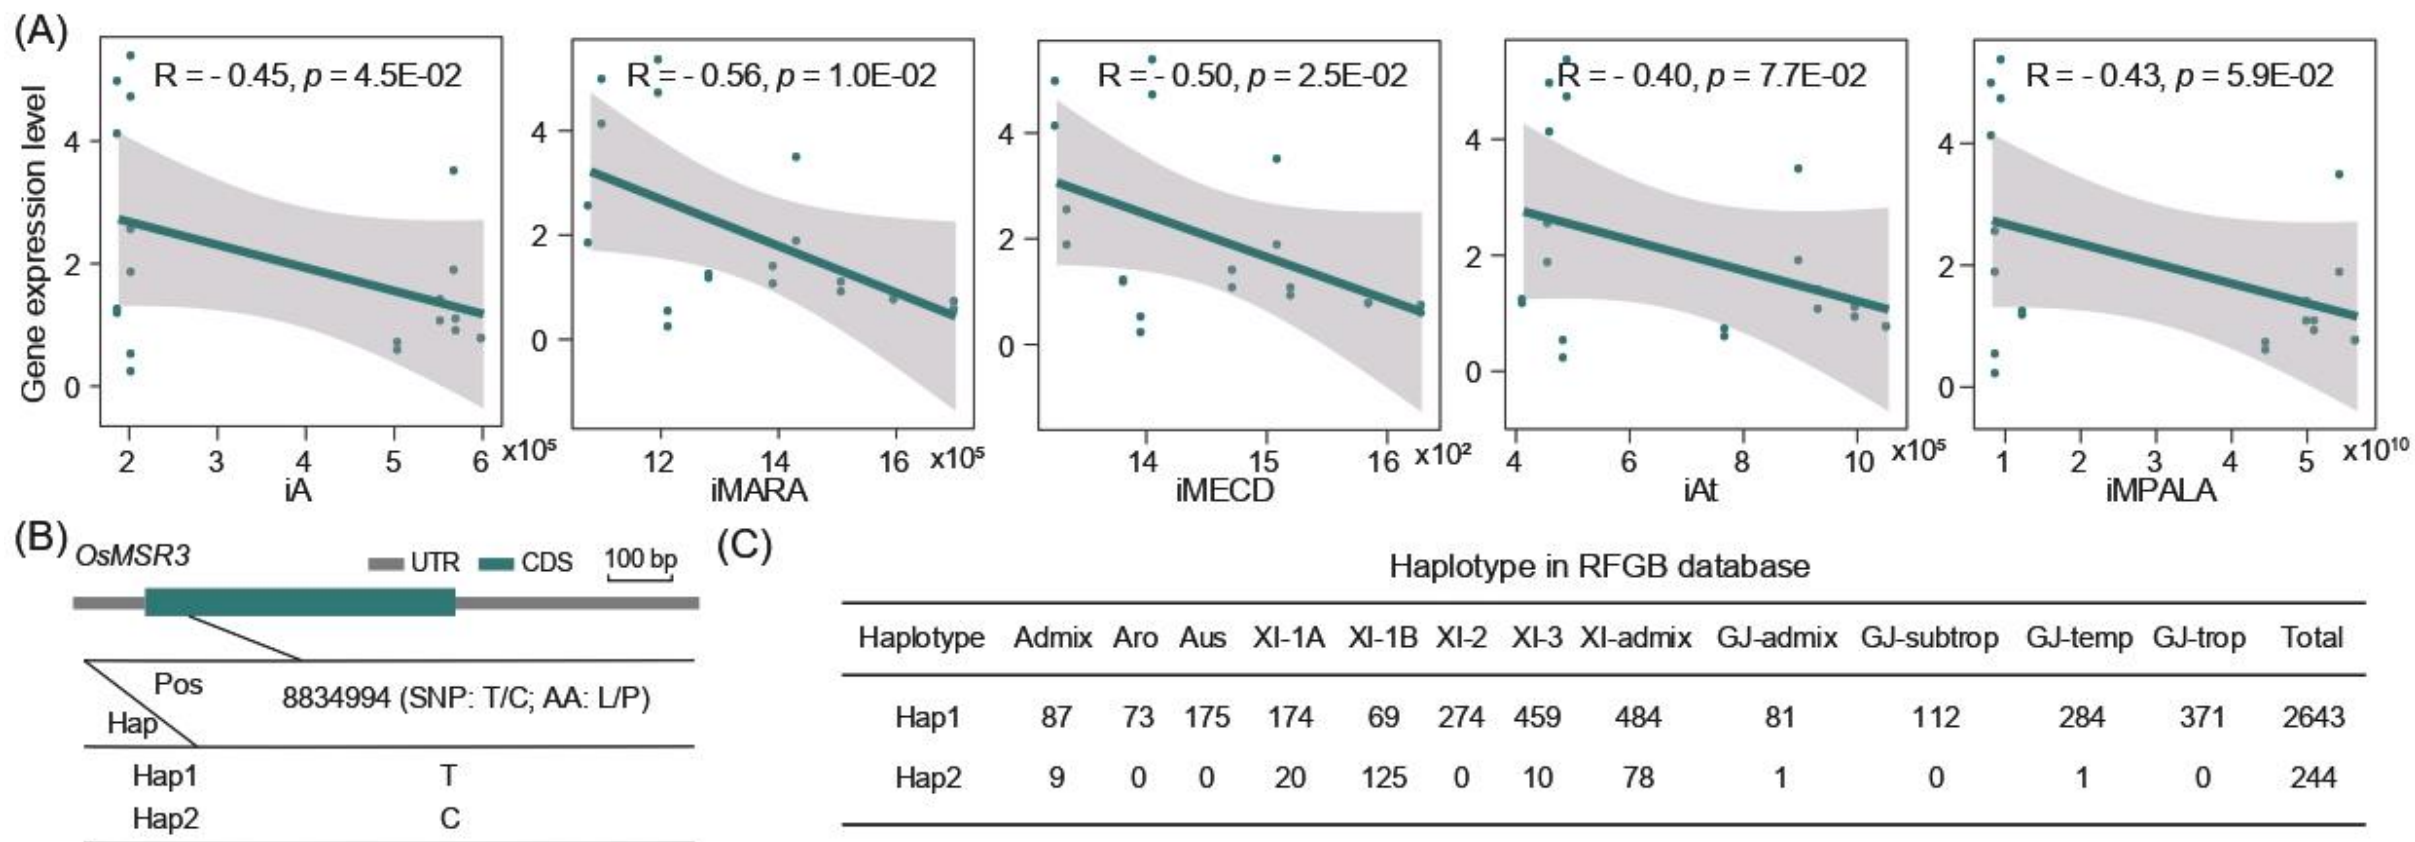 (A)
R = - 0.45, p = 4.5E-02
R = - 0.56, p = 1.0E-02
R = - 0.50, p = 2.5E-02
R = - 0.40, p = 7.7E-02
R = - 0.43, p = 5.9E-02
Gene expression level
4
2
0
4
2
0
4
2
0
4
2
0
4
2
0
2 3 4 5 6 x10⁵
12 14 16 x10⁵
14 15 16 x10²
4 6 8 10 x10⁵
1 2 3 4 5 x10¹⁰
iA
iMARA
iMECD
iAt
iMPALA
(B)
OsMSR3
UTR CDS 100 bp
Pos
8834994 (SNP: T/C; AA: L/P)
Hap
Hap1 T
Hap2 C
(C)
Haplotype in RFGB database
Haplotype Admix Aro Aus XI-1A XI-1B XI-2 XI-3 XI-admix GJ-admix GJ-subtrop GJ-temp GJ-trop Total
Hap1 87 73 175 174 69 274 459 484 81 112 284 371 2643
Hap2 9 0 0 20 125 0 10 78 1 0 1 0 244